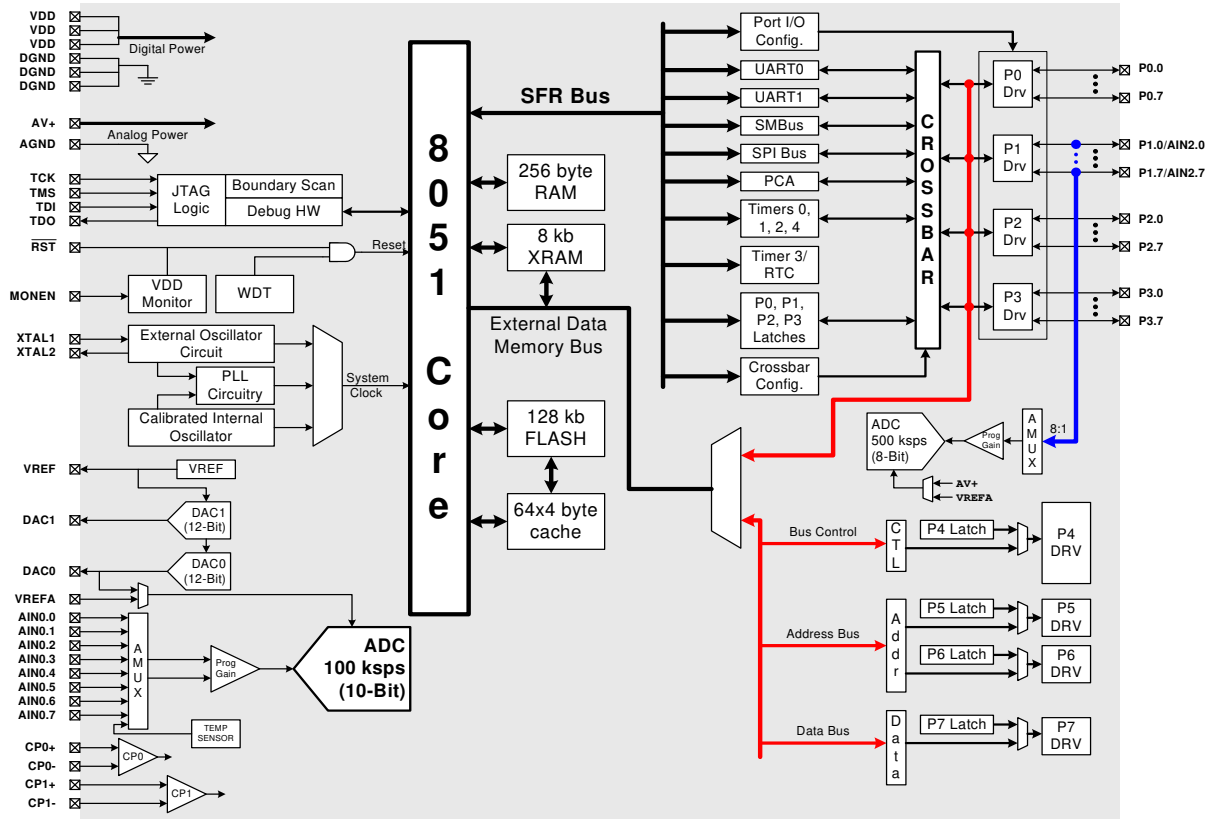 VDD
VDD
VDD
Digital Power
DGND
DGND
DGND
AV+
Analog Power
AGND
TCK
TMS
TDI
TDO
JTAG
Logic
Boundary Scan
Debug HW
RST
Reset
MONEN
VDD
Monitor
WDT
XTAL1
XTAL2
External Oscillator
Circuit
PLL
Circuitry
Calibrated Internal
Oscillator
System
Clock
VREF
VREF
DAC1
DAC1
(12-Bit)
DAC0
DAC0
(12-Bit)
VREFA
AIN0.0
AIN0.1
AIN0.2
AIN0.3
AIN0.4
AIN0.5
AIN0.6
AIN0.7
AMUX
Prog
Gain
ADC
100 ksps
(10-Bit)
TEMP
SENSOR
CP0+
CP0-
CP0
CP1+
CP1-
CP1
8051 Core
SFR Bus
256 byte
RAM
8 kb
XRAM
External Data
Memory Bus
128 kb
FLASH
64x4 byte
cache
Port I/O
Config.
UART0
UART1
SMBus
SPI Bus
PCA
Timers 0,
1, 2, 4
Timer 3/
RTC
P0, P1,
P2, P3
Latches
Crossbar
Config.
CROSSBAR
P0
Drv
P1
Drv
P2
Drv
P3
Drv
P0.0
P0.7
P1.0/AIN2.0
P1.7/AIN2.7
P2.0
P2.7
P3.0
P3.7
ADC
500 ksps
(8-Bit)
Prog
Gain
AMUX
8:1
AV+
VREFA
Bus Control
CTL
P4 Latch
P4
DRV
Address Bus
Addr
P5 Latch
P5
DRV
P6 Latch
P6
DRV
Data Bus
Data
P7 Latch
P7
DRV